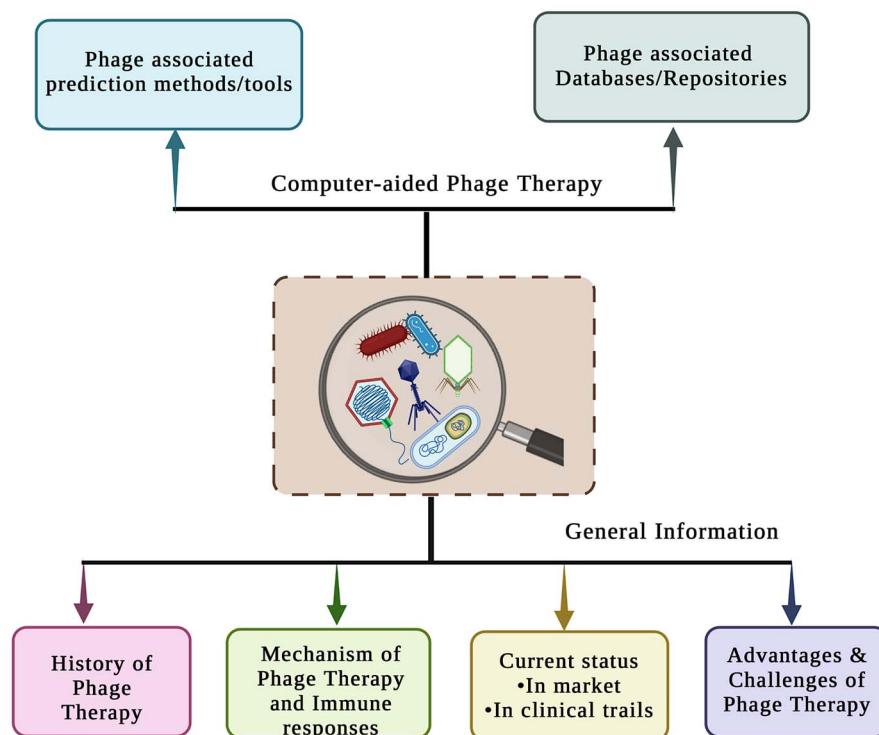 Phage associated
prediction methods/tools
Phage associated
Databases/Repositories
Computer-aided Phage Therapy
General Information
History of
Phage
Therapy
Mechanism of
Phage Therapy
and Immune
responses
Current status
•In market
•In clinical trails
Advantages &
Challenges of
Phage Therapy